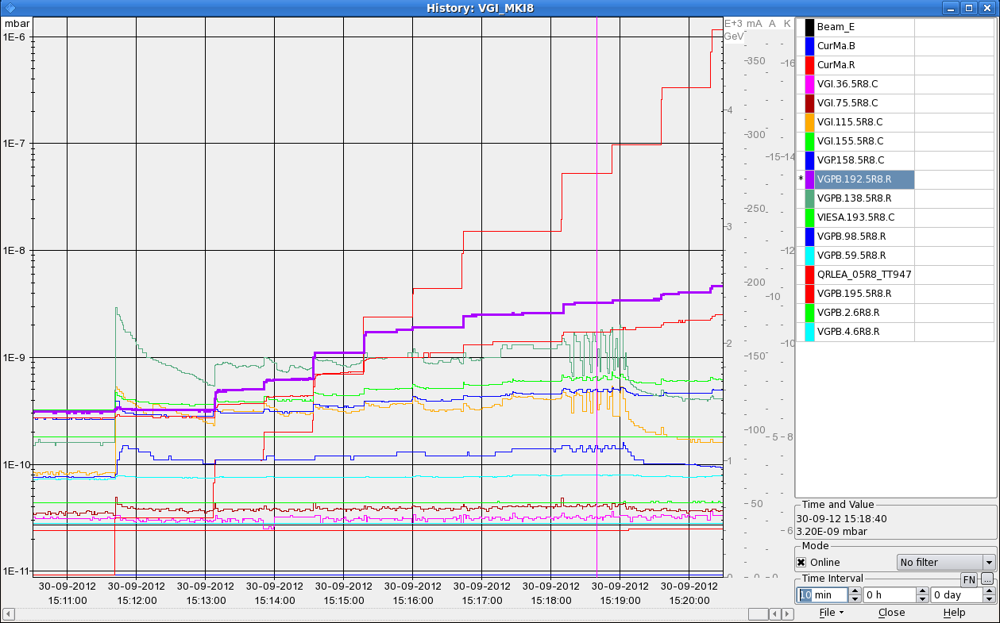 History: VGI_MKI8
mbar
1E-6
1E-7
1E-8
1E-9
1E-10
1E-11
E+3 mA A K
GeV
350
16
4
300
15 14
250
3
12
200
10
2
10
150
100
5 8
1
50
6
0 0 0
30-09-2012 30-09-2012 30-09-2012 30-09-2012 30-09-2012 30-09-2012 30-09-2012 30-09-2012 30-09-2012 30-09-2012
15:11:00 15:12:00 15:13:00 15:14:00 15:15:00 15:16:00 15:17:00 15:18:00 15:19:00 15:20:00
Beam_E
CurMa.B
CurMa.R
VGI.36.5R8.C
VGI.75.5R8.C
VGI.115.5R8.C
VGI.155.5R8.C
VGP.158.5R8.C
* VGPB.192.5R8.R
VGPB.138.5R8.R
VIESA.193.5R8.C
VGPB.98.5R8.R
VGPB.59.5R8.R
QRLEA_05R8_TT947
VGPB.195.5R8.R
VGPB.2.6R8.R
VGPB.4.6R8.R
Time and Value
30-09-12 15:18:40
3.20E-09 mbar
Mode
Online No filter
Time Interval FN ...
10 min 0 h 0 day
File Close Help